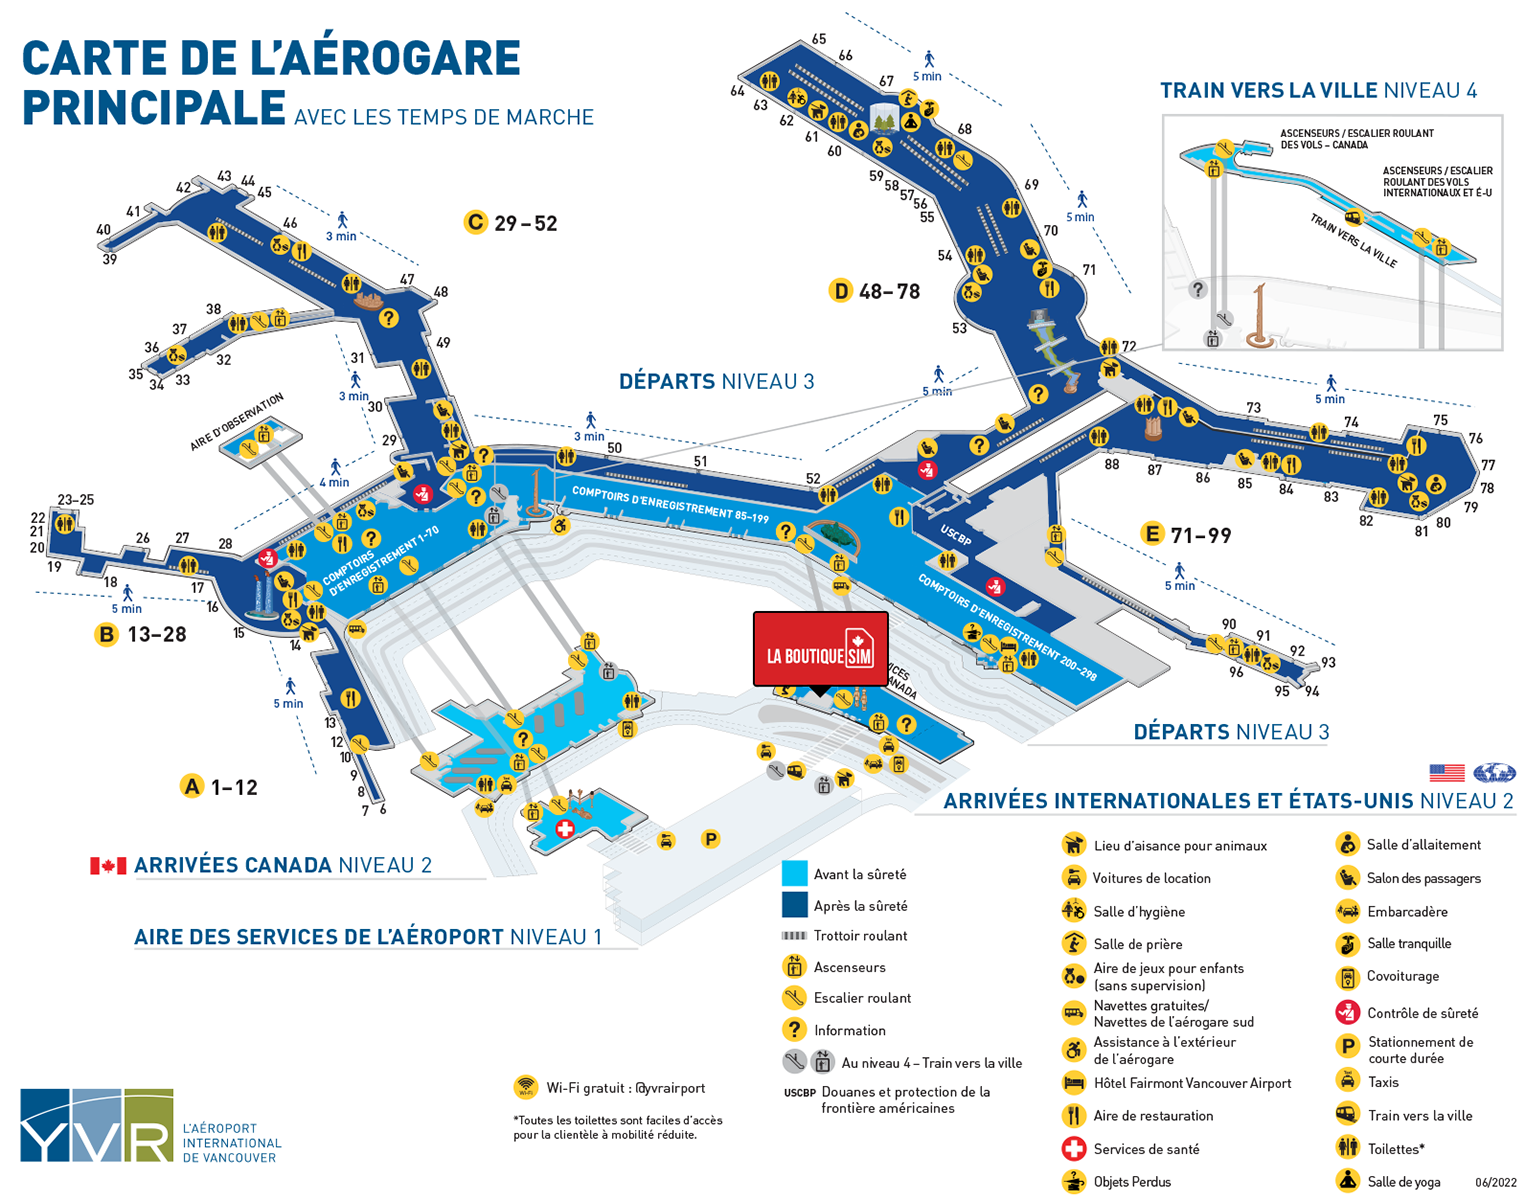 CARTE DE L'AÉROGARE
PRINCIPALE AVEC LES TEMPS DE MARCHE
TRAIN VERS LA VILLE NIVEAU 4
ASCENSEURS / ESCALIER ROULANT
DES VOLS – CANADA
ASCENSEURS / ESCALIER
ROULANT DES VOLS
INTERNATIONAUX ET É-U
TRAIN VERS LA VILLE
?
65
66
67
5 min
64
63
62
61
60
59
58
57
56
55
68
69
5 min
70
71
54
53
72
D 48–78
C 29–52
43
44
45
42
41
40
39
46
3 min
47
48
49
38
37
36
35
34
33
32
31
3 min
30
29
AIRE D'OBSERVATION
4 min
DÉPARTS NIVEAU 3
3 min
50
51
52
5 min
5 min
73
74
75
76
77
78
79
80
81
82
83
84
85
86
87
88
E 71–99
5 min
90
91
92
93
94
95
96
COMPTOIRS D'ENREGISTREMENT 85-199
COMPTOIRS
D'ENREGISTREMENT 1-70
USCBP
COMPTOIRS D'ENREGISTREMENT 200-298
23–25
22
21
20
19
18
26
27
28
17
16
15
14
5 min
B 13–28
5 min
13
12
10
9
8
7
6
A 1–12
LA BOUTIQUE SIM
DÉPARTS NIVEAU 3
ARRIVÉES INTERNATIONALES ET ÉTATS-UNIS NIVEAU 2
ARRIVÉES CANADA NIVEAU 2
AIRE DES SERVICES DE L'AÉROPORT NIVEAU 1
P
Avant la sûreté
Après la sûreté
Trottoir roulant
Ascenseurs
Escalier roulant
? Information
Au niveau 4 – Train vers la ville
USCBP Douanes et protection de la
frontière américaines
Lieu d'aisance pour animaux
Voitures de location
Salle d'hygiène
Salle de prière
Aire de jeux pour enfants
(sans supervision)
Navettes gratuites/
Navettes de l'aérogare sud
Assistance à l'extérieur
de l'aérogare
Hôtel Fairmont Vancouver Airport
Aire de restauration
Services de santé
Objets Perdus
Salle d'allaitement
Salon des passagers
Embarcadère
Salle tranquille
Covoiturage
Contrôle de sûreté
P Stationnement de
courte durée
Taxis
Train vers la ville
Toilettes*
Salle de yoga
06/2022
Wi-Fi gratuit : @yvrairport
*Toutes les toilettes sont faciles d'accès
pour la clientèle à mobilité réduite.
YVR
L'AÉROPORT
INTERNATIONAL
DE VANCOUVER